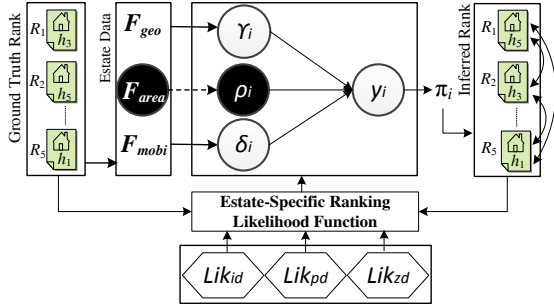 Ground Truth Rank
R1
h3
R2
h5
R5
h1
Estate Data
Fgeo
Farea
Fmobi
ϒi
ρi
δi
yi
πi
Inferred Rank
R1
h5
R2
h3
R5
h1
Estate-Specific Ranking
Likelihood Function
Likid
Likpd
Likzd